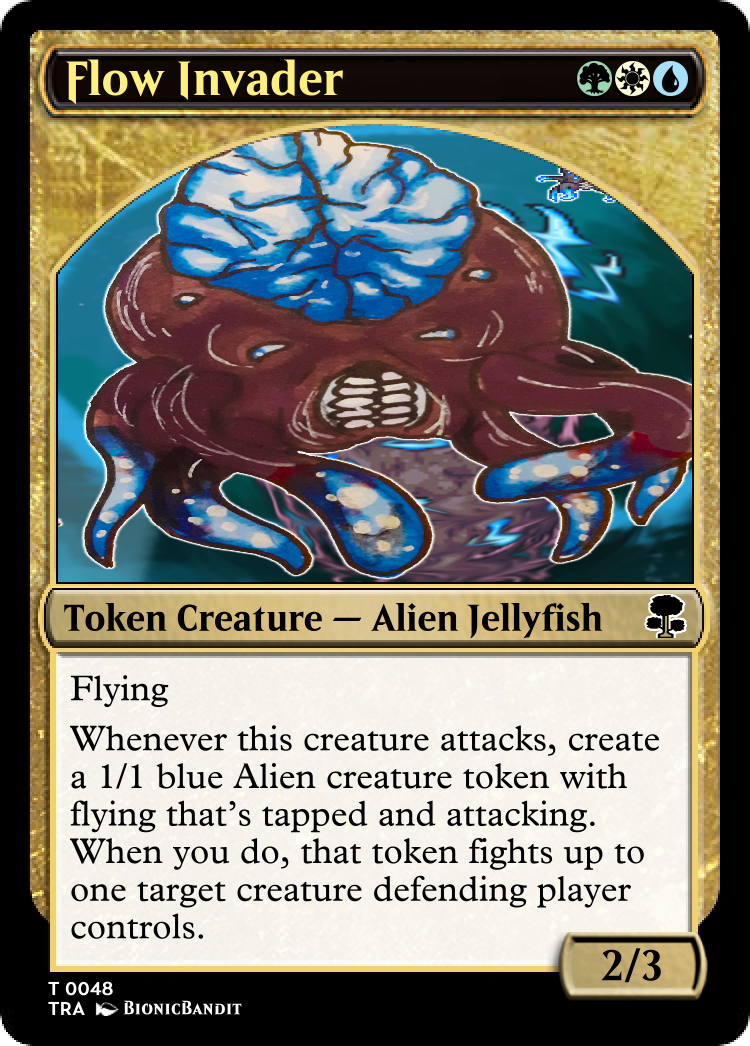 Flow Invader
Token Creature — Alien Jellyfish
Flying
Whenever this creature attacks, create
a 1/1 blue Alien creature token with
flying that’s tapped and attacking.
When you do, that token fights up to
one target creature defending player
controls.
2/3
T 0048
TRA BionicBandit